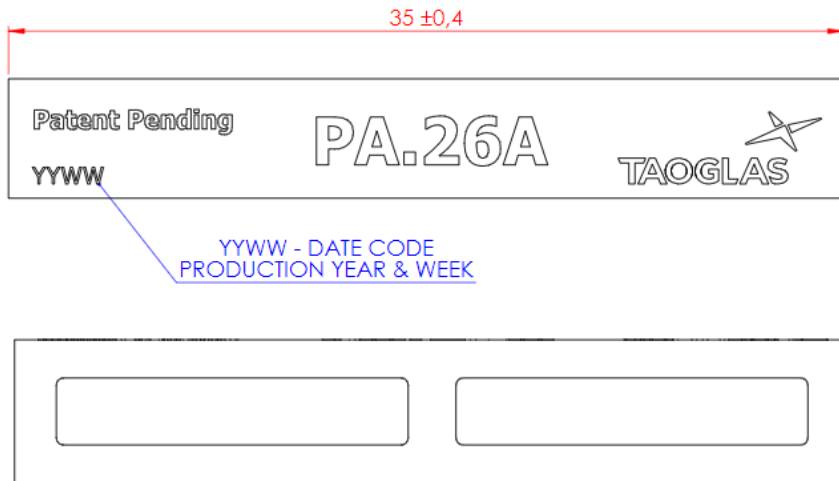 35 ±0,4
Patent Pending
PA.26A
TAOGLAS
YYWW
YYWW - DATE CODE
PRODUCTION YEAR & WEEK